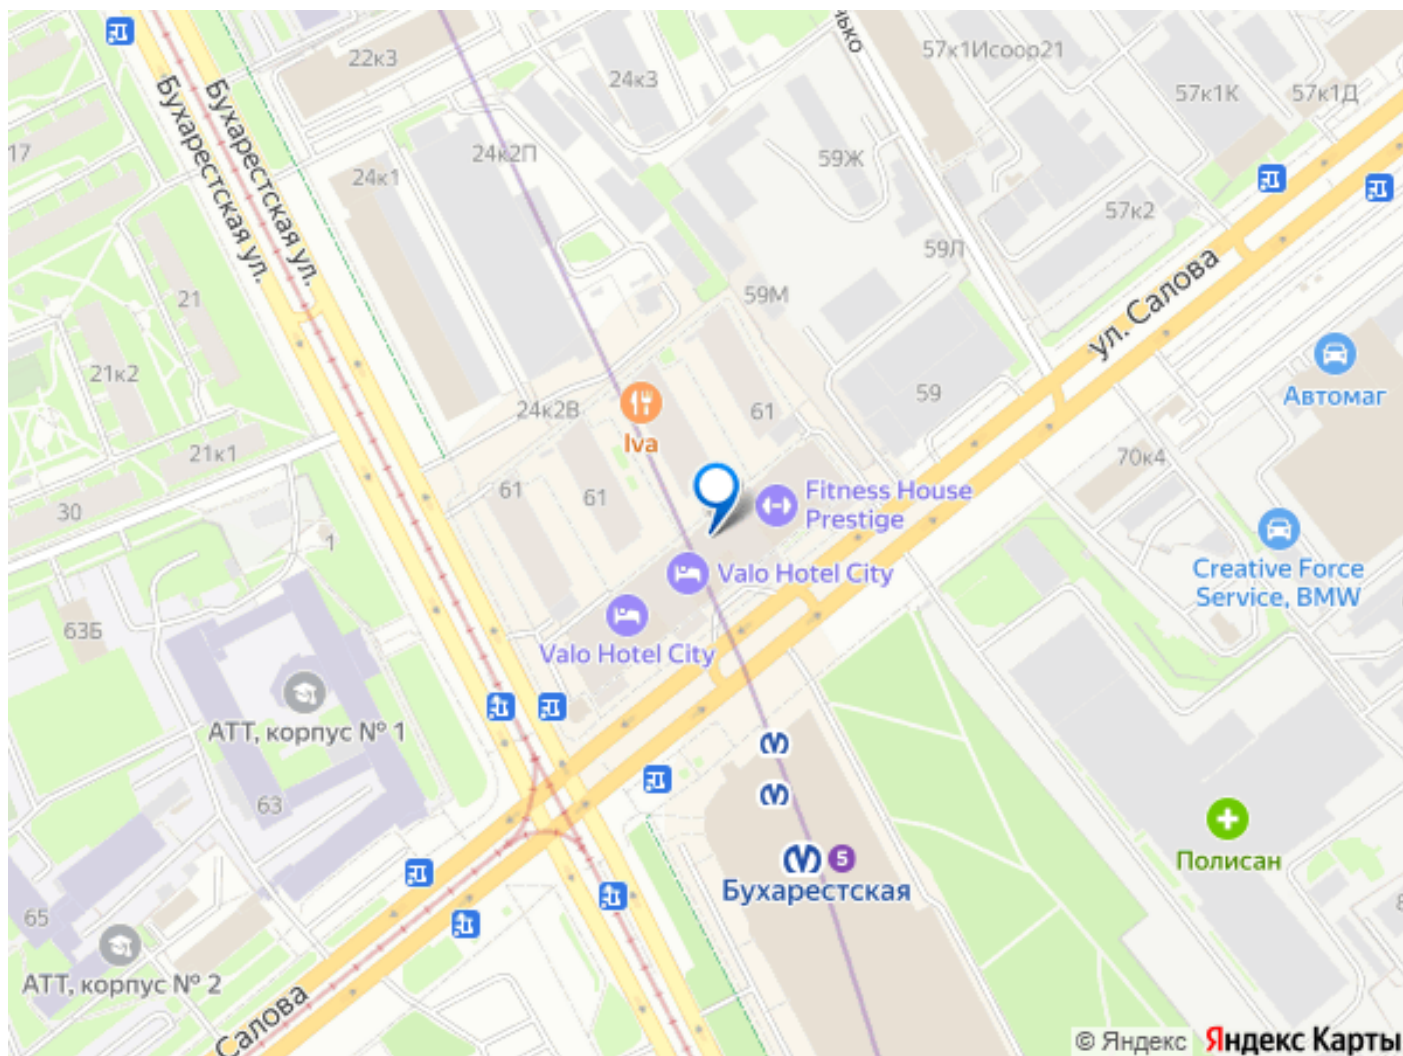 22к3
24к3
57к1Исоор21
57к1К
57к1Д
Бухарестская ул.
Бухарестская ул.
17
24к2П
24к1
59Ж
57к2
59Л
ул. Салова
21
59М
21к2
Автомаг
24к2В
Iva
61
59
21к1
70к4
30
61
61
Fitness House
Prestige
1
Valo Hotel City
Creative Force
Service, BMW
63Б
Valo Hotel City
АТТ, корпус № 1
63
5
Бухарестская
Полисан
65
АТТ, корпус № 2
Салова
© Яндекс
Яндекс Карты